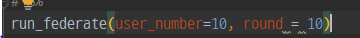 run_federate(user_number=10, round = 10)